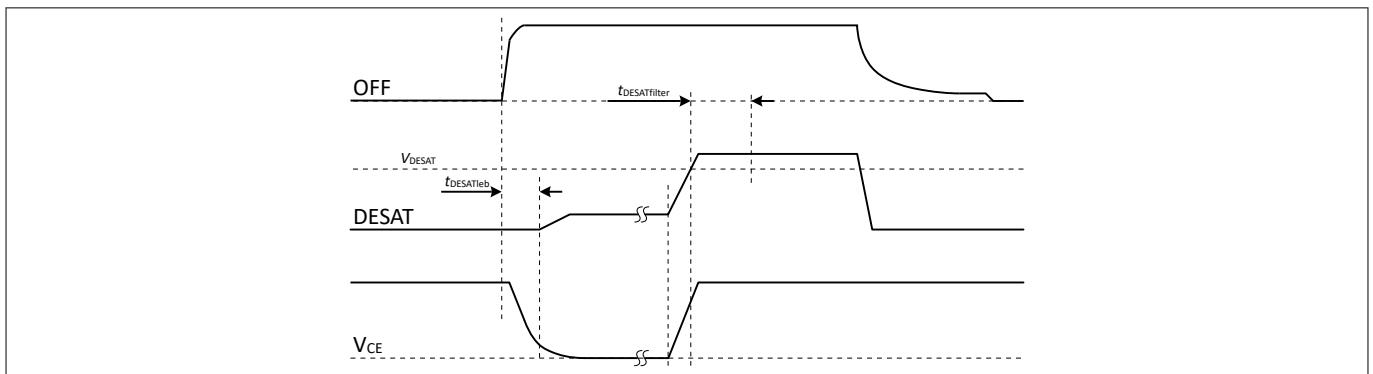 OFF
tDESATfilter
VDESAT
tDESATleb
DESAT
VCE